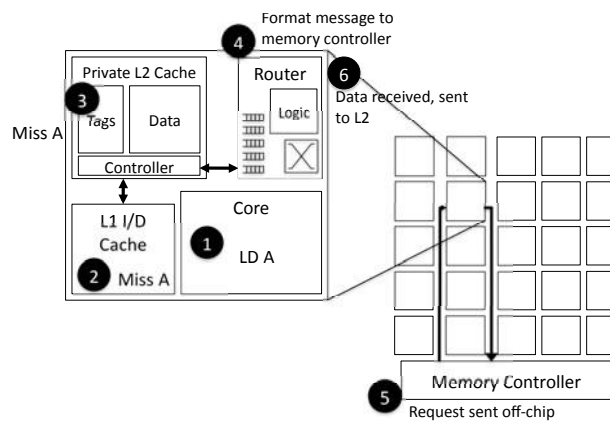 4
Format message to
memory controller
Private L2 Cache
Router
6
Data received, sent
to L2
3
Tags
Data
Logic
Miss A
Controller
L1 I/D
Cache
Core
1
LD A
2
Miss A
Memory Controller
5
Request sent off-chip